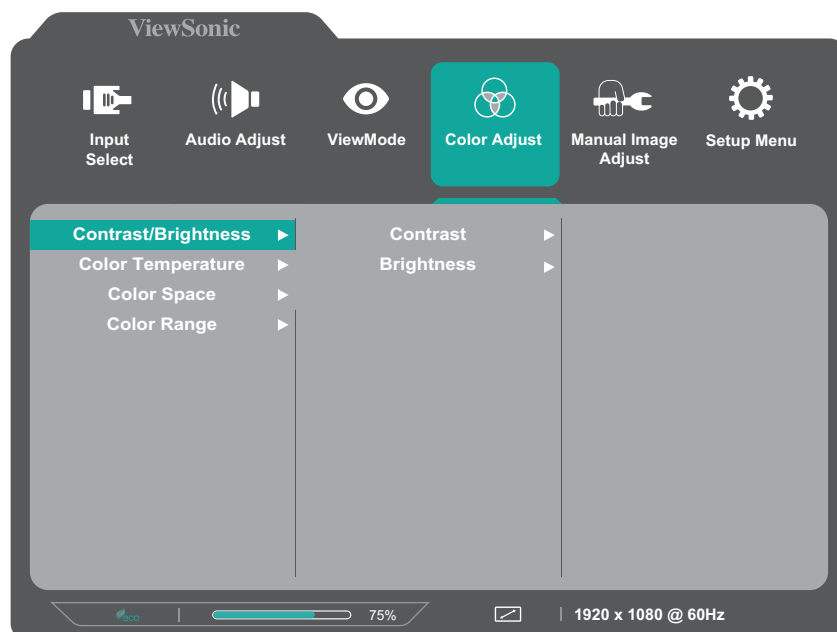 ViewSonic
Input
Select
Audio Adjust
ViewMode
Color Adjust
Manual Image
Adjust
Setup Menu
Contrast/Brightness
Color Temperature
Color Space
Color Range
Contrast
Brightness
eco
75%
1920 x 1080 @ 60Hz